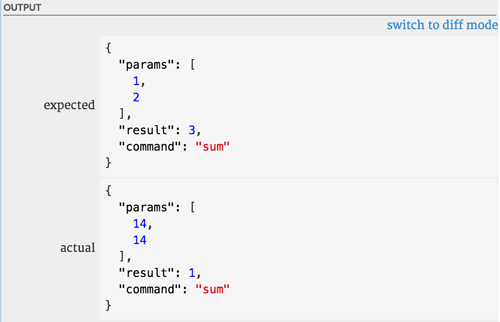 OUTPUT
switch to diff mode
expected
{
"params": [
1,
2
],
"result": 3,
"command": "sum"
}
actual
{
"params": [
14,
14
],
"result": 1,
"command": "sum"
}